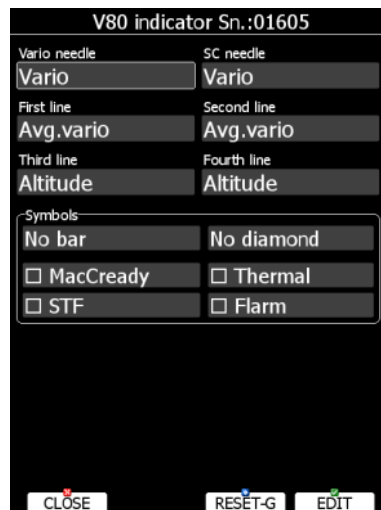 V80 indicator Sn.:01605
Vario needle SC needle
Vario Vario
First line Second line
Avg.vario Avg.vario
Third line Fourth line
Altitude Altitude
Symbols
No bar No diamond
MacCready Thermal
STF Flarm
CLOSE RESET-G EDIT